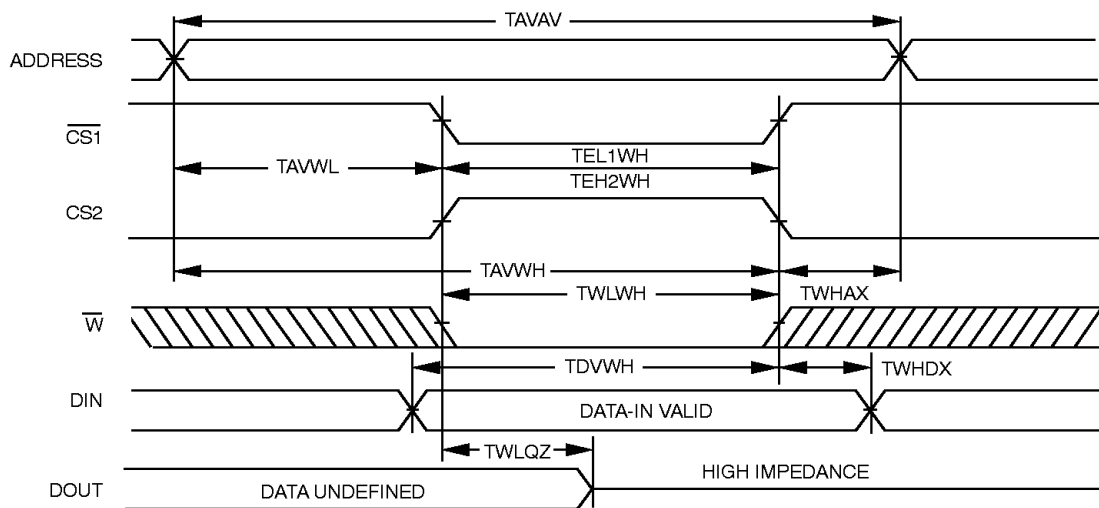 TAVAV
ADDRESS
C̅S̅1̅
TAVWL
TEL1WH
TEH2WH
CS2
TAVWH
TWLWH
TWHAX
W̅
TDVWH
TWHDX
DIN
DATA-IN VALID
TWLQZ
HIGH IMPEDANCE
DOUT
DATA UNDEFINED